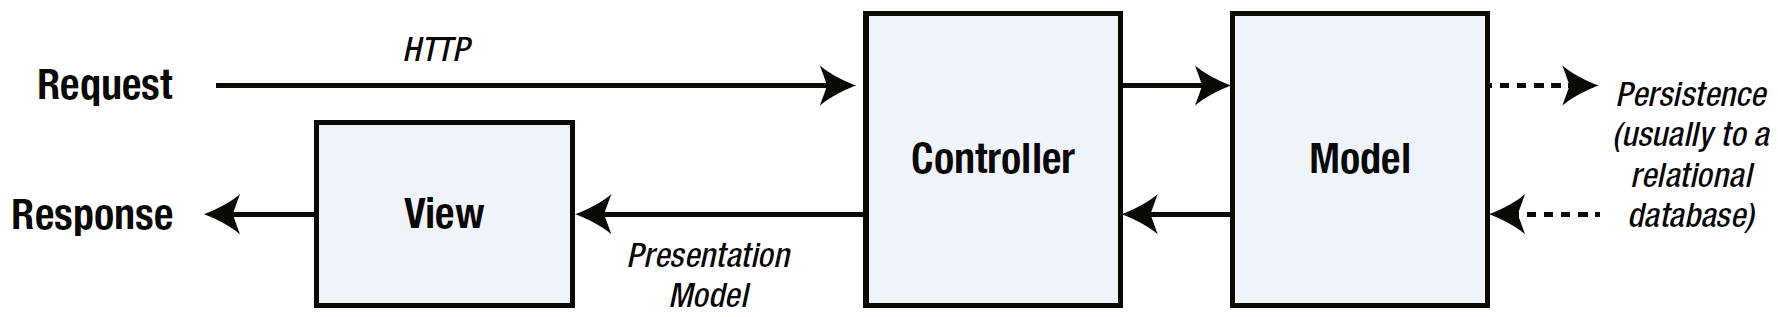 HTTP
Request
Controller
Model
Persistence
(usually to a
relational
database)
View
Response
Presentation
Model